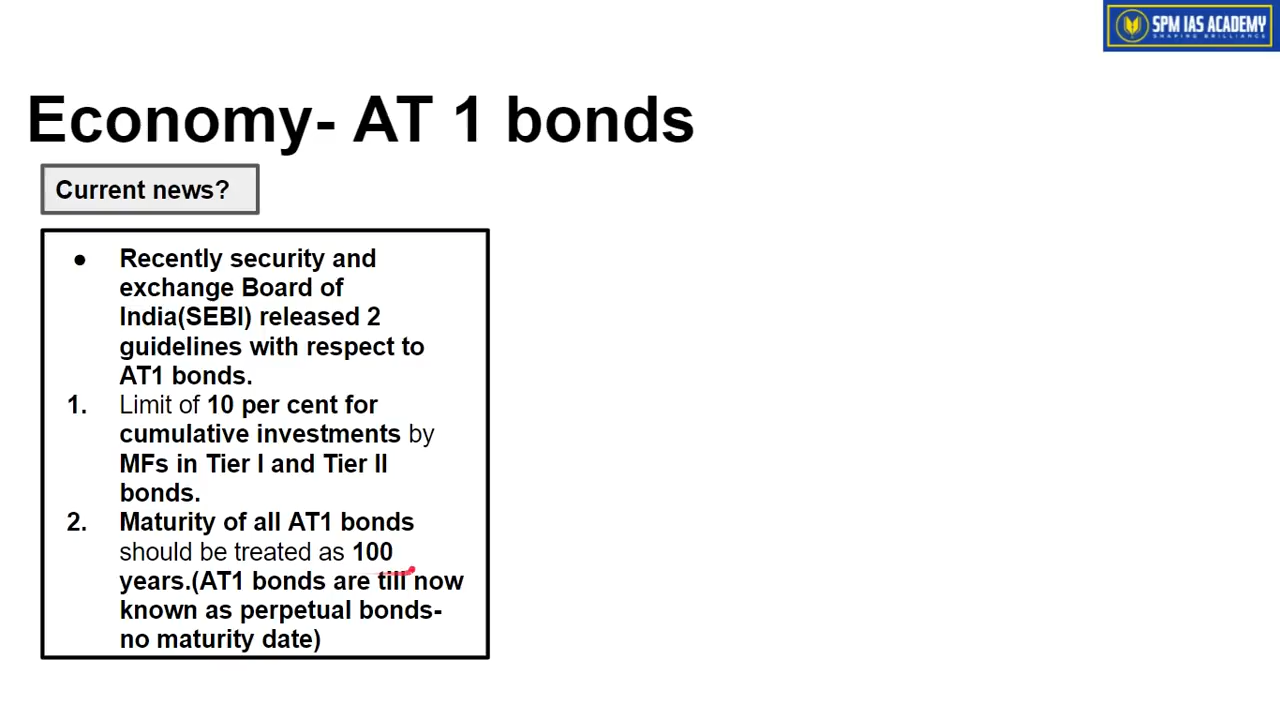 SPM IAS ACADEMY
SHAPING BRILLIANCE
Economy- AT 1 bonds
Current news?
● Recently security and
exchange Board of
India(SEBI) released 2
guidelines with respect to
AT1 bonds.
1. Limit of 10 per cent for
cumulative investments by
MFs in Tier I and Tier II
bonds.
2. Maturity of all AT1 bonds
should be treated as 100
years.(AT1 bonds are till now
known as perpetual bonds-
no maturity date)